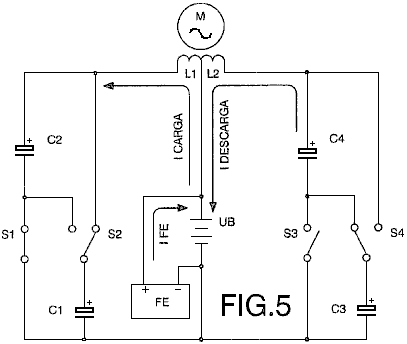 M
L1 L2
C2
I CARGA
I DESCARGA
C4
S1
S2
I FE
UB
S3
S4
C1
+ -
FE
FIG.5
C3
+
+
+
+